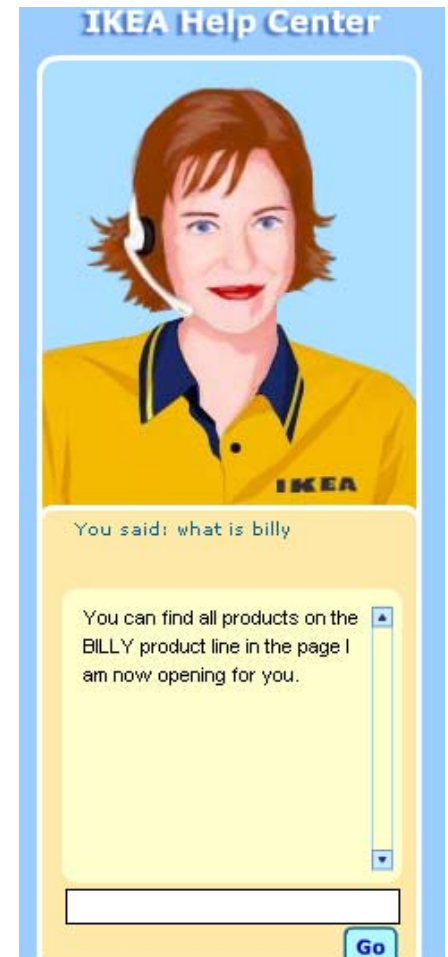 IKEA Help Center
IKEA
You said: what is billy
You can find all products on the
BILLY product line in the page I
am now opening for you.
Go